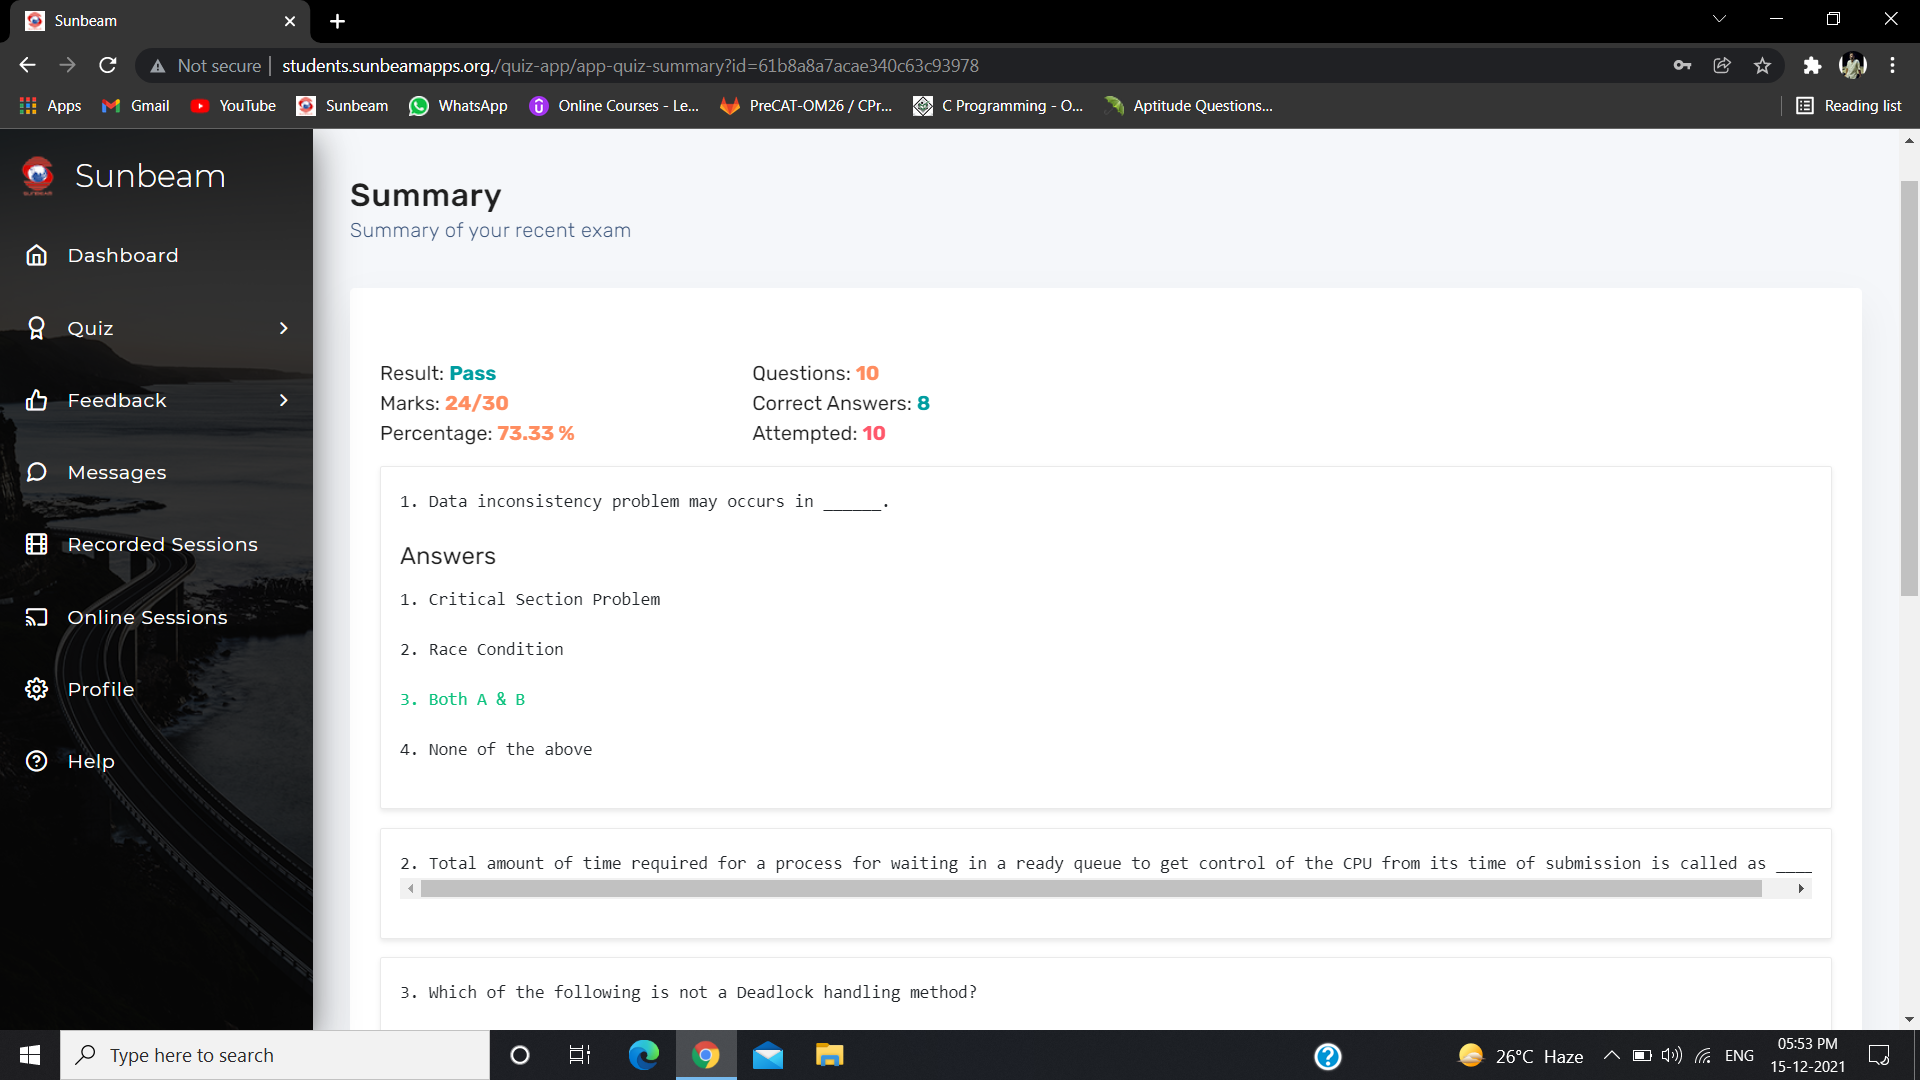 Sunbeam
Not secure
students.sunbeamapps.org./quiz-app/app-quiz-summary?id=61b8a8a7acae340c63c93978
Apps
Gmail
YouTube
Sunbeam
WhatsApp
Online Courses - Le...
PreCAT-OM26 / CPr...
C Programming - O...
Aptitude Questions...
Reading list
Sunbeam
Dashboard
Quiz
Feedback
Messages
Recorded Sessions
Online Sessions
Profile
Help
Summary
Summary of your recent exam
Result: Pass
Marks: 24/30
Percentage: 73.33 %
Questions: 10
Correct Answers: 8
Attempted: 10
1. Data inconsistency problem may occurs in ______.
Answers
1. Critical Section Problem
2. Race Condition
3. Both A & B
4. None of the above
2. Total amount of time required for a process for waiting in a ready queue to get control of the CPU from its time of submission is called as ____
3. Which of the following is not a Deadlock handling method?
Type here to search
26°C Haze
ENG
05:53 PM
15-12-2021